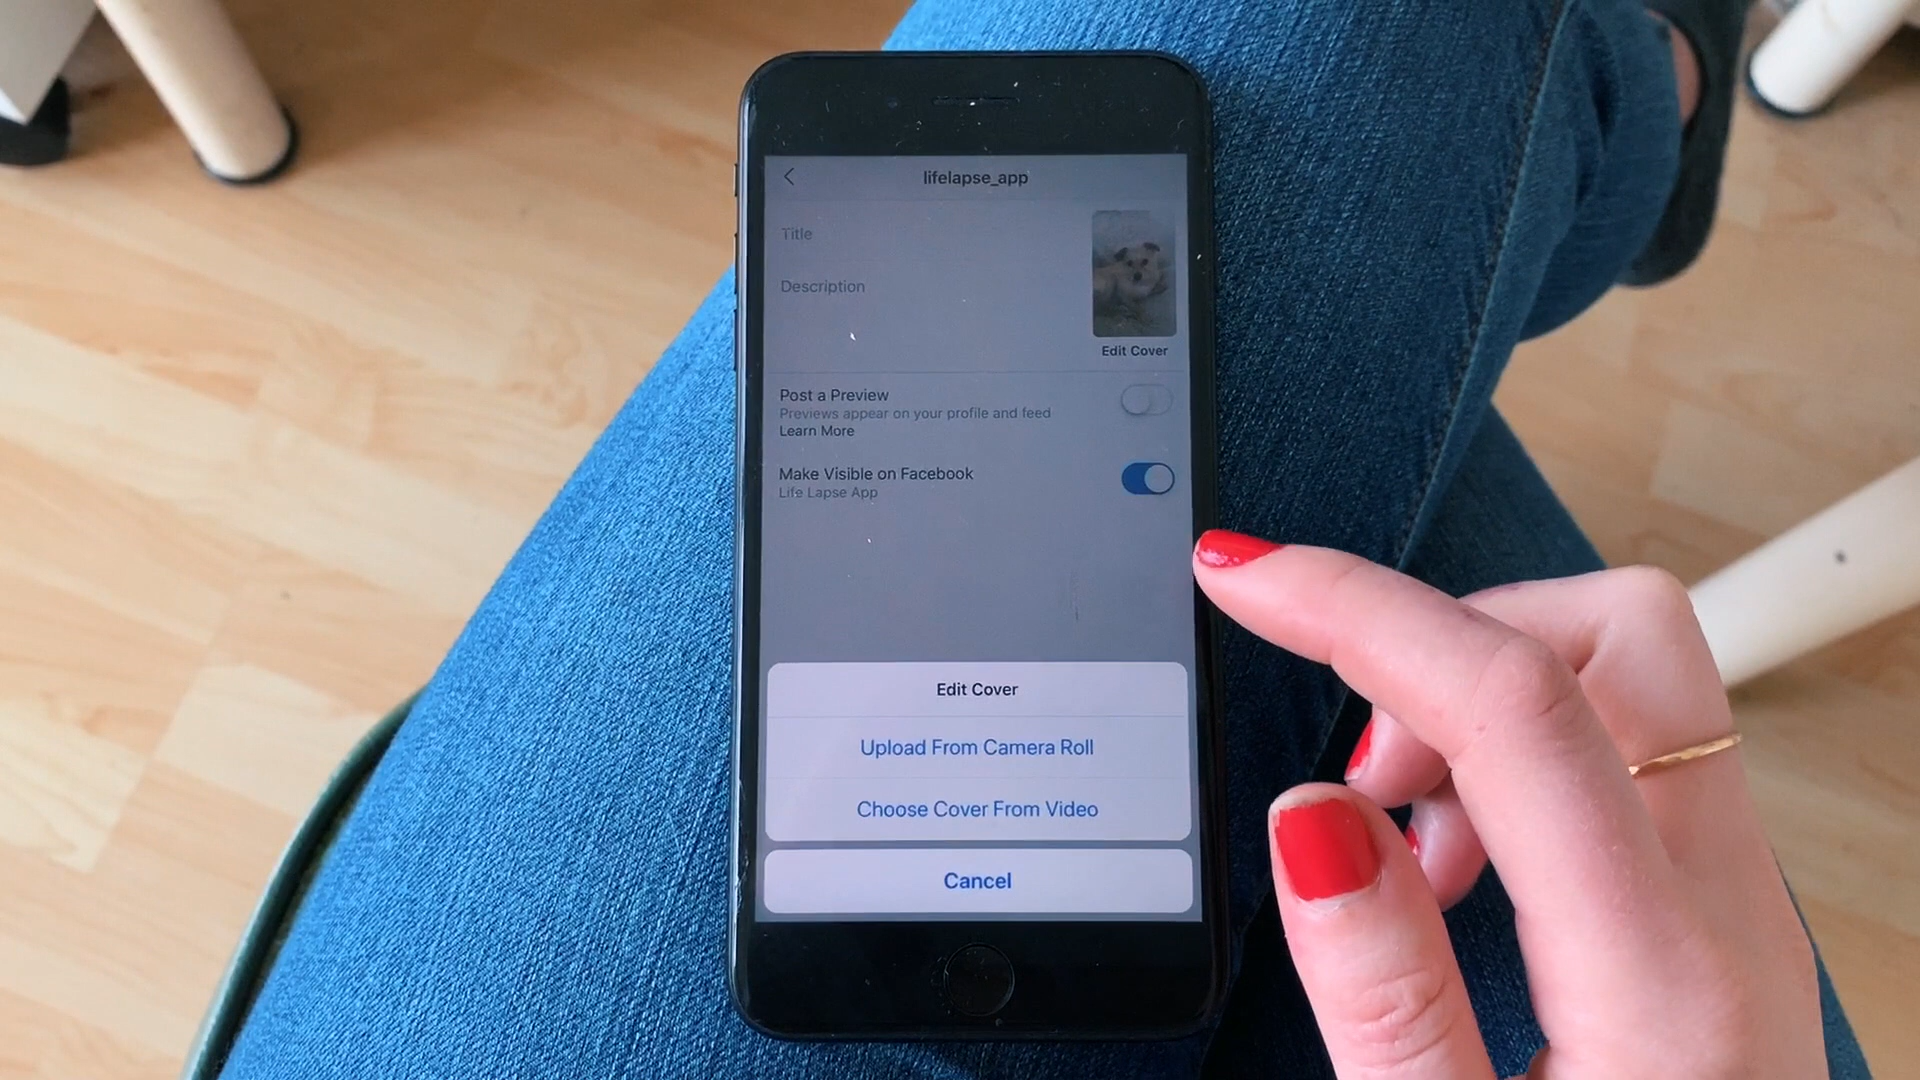 lifelapse_app
Title
Description
Edit Cover
Post a Preview
Previews appear on your profile and feed
Learn More
Make Visible on Facebook
Life Lapse App
Edit Cover
Upload From Camera Roll
Choose Cover From Video
Cancel